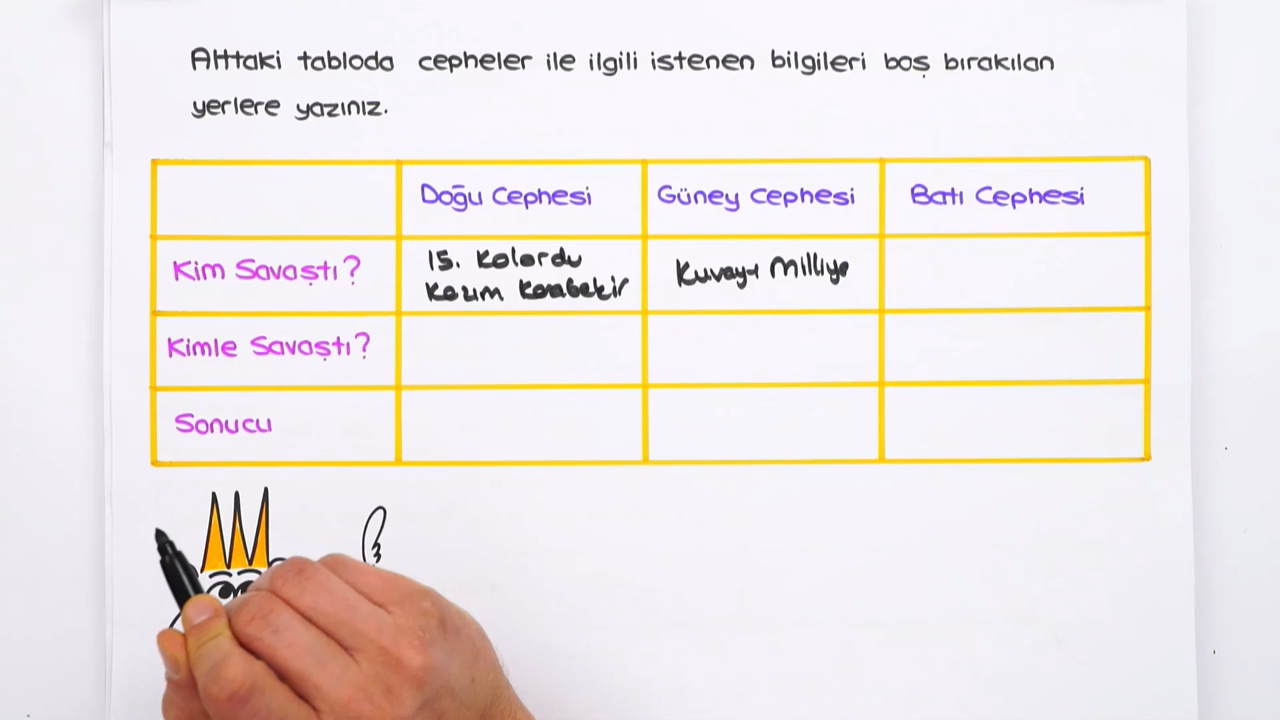 Alttaki tabloda cepheler ile ilgili istenen bilgileri boş bırakılan
yerlere yazınız.
Doğu Cephesi
Güney Cephesi
Batı Cephesi
Kim Savaştı?
15. Kolordu
Kazım Karabekir
Kuvay-ı Milliye
Kimle Savaştı?
Sonucu